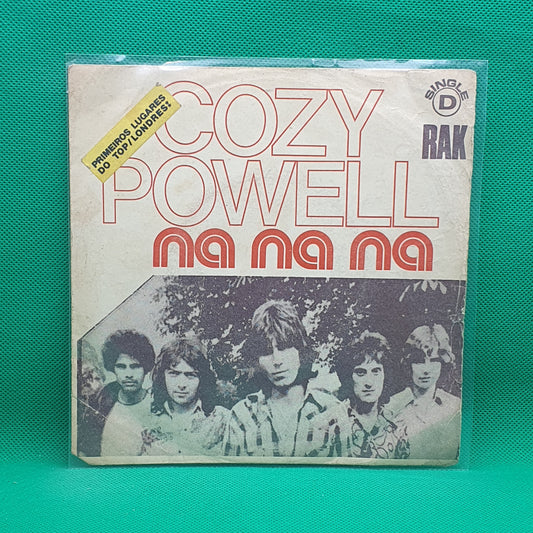 PRIMEIROS LUGARES
DO TOP/LONDRES:
COZY
POWELL
na na na
SINGLE
D
RAK